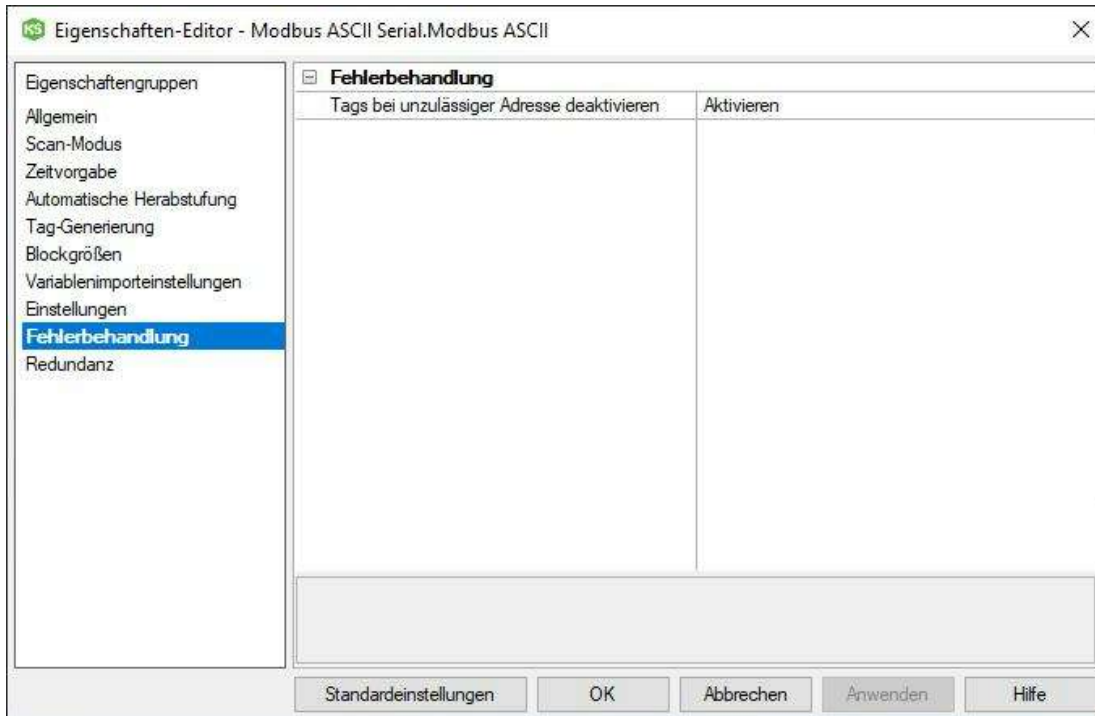 KS Eigenschaften-Editor - Modbus ASCII Serial.Modbus ASCII
Eigenschaftengruppen
Allgemein
Scan-Modus
Zeitvorgabe
Automatische Herabstufung
Tag-Generierung
Blockgrößen
Variablenimporteinstellungen
Einstellungen
Fehlerbehandlung
Redundanz
Fehlerbehandlung
Tags bei unzulässiger Adresse deaktivieren Aktivieren
Standardeinstellungen OK Abbrechen Anwenden Hilfe